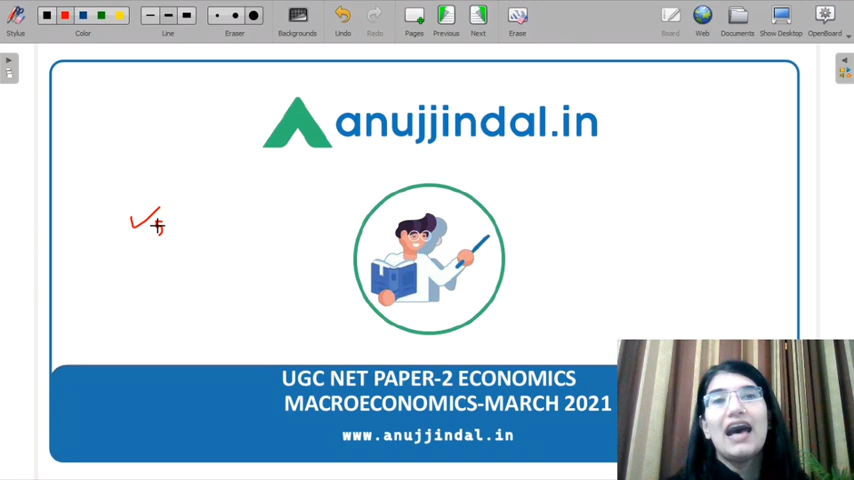 Stylus
Color
Line
Eraser
Backgrounds
Undo
Redo
Pages
Previous
Next
Erase
Board
Web
Documents
Show Desktop
OpenBoard
anujjindal.in
UGC NET PAPER-2 ECONOMICS
MACROECONOMICS-MARCH 2021
www.anujjindal.in